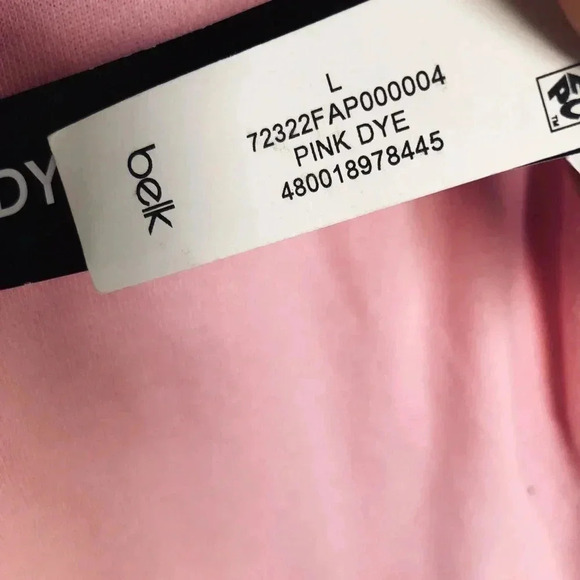 L
72322FAP000004
PINK DYE
480018978445
belk
DY